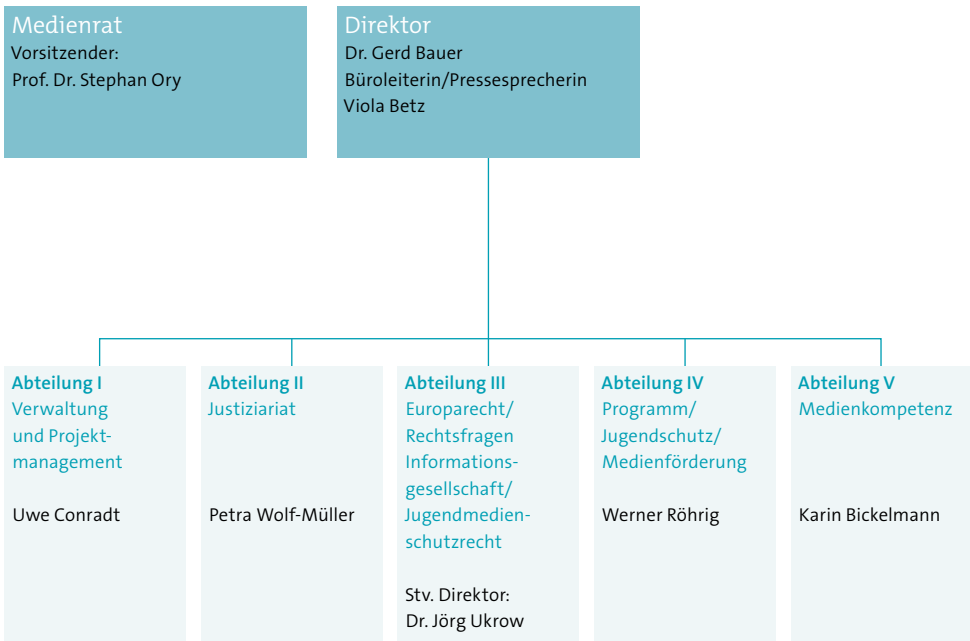 Medienrat
Vorsitzender:
Prof. Dr. Stephan Ory
Direktor
Dr. Gerd Bauer
Büroleiterin/Pressesprecherin
Viola Betz
Abteilung I
Verwaltung
und Projekt-
management
Uwe Conradt
Abteilung II
Justiziariat
Petra Wolf-Müller
Abteilung III
Europarecht/
Rechtsfragen
Informations-
gesellschaft/
Jugendmedien-
schutzrecht
Stv. Direktor:
Dr. Jörg Ukrow
Abteilung IV
Programm/
Jugendschutz/
Medienförderung
Werner Röhrig
Abteilung V
Medienkompetenz
Karin Bickelmann